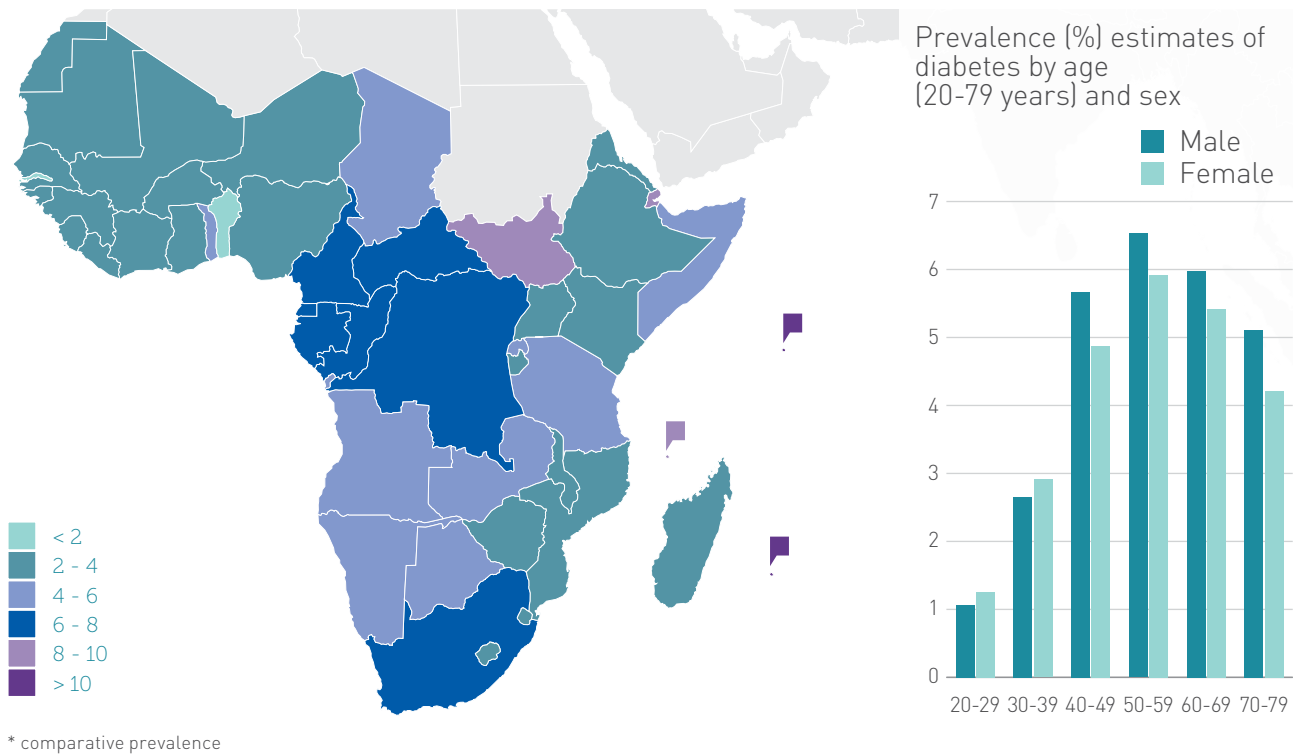 Prevalence (%) estimates of
diabetes by age
(20-79 years) and sex
Male
Female
7
6
5
4
3
2
1
0
20-29 30-39 40-49 50-59 60-69 70-79
< 2
2 - 4
4 - 6
6 - 8
8 - 10
> 10
* comparative prevalence